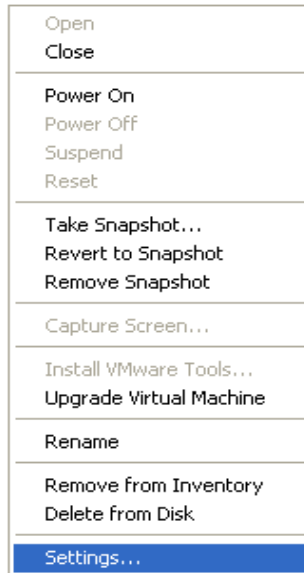 Open
Close
Power On
Power Off
Suspend
Reset
Take Snapshot...
Revert to Snapshot
Remove Snapshot
Capture Screen...
Install VMware Tools...
Upgrade Virtual Machine
Rename
Remove from Inventory
Delete from Disk
Settings...